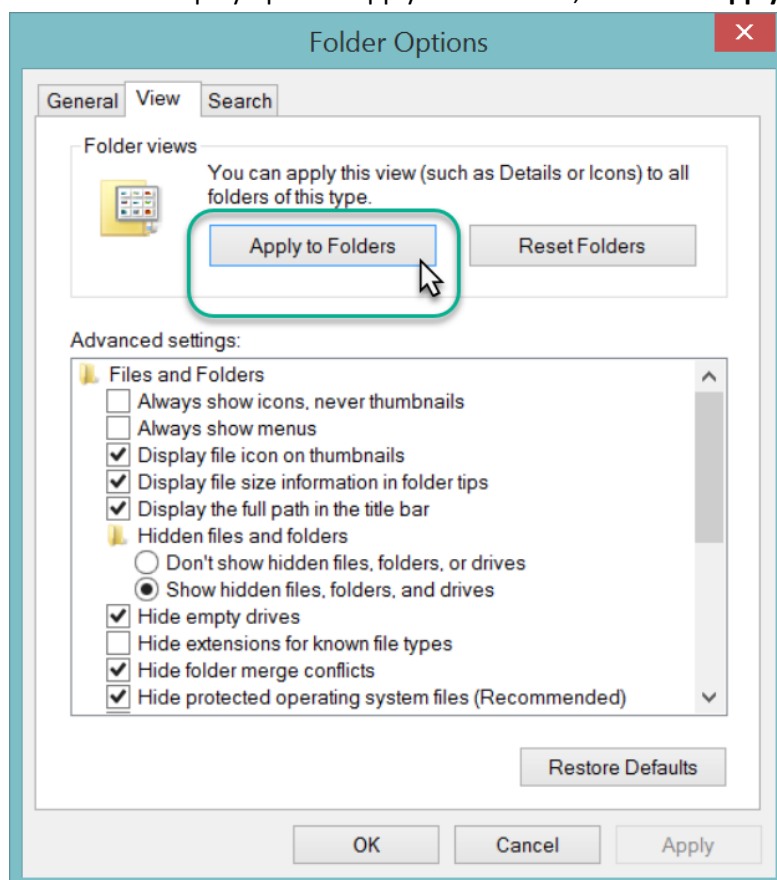 apply Apply
Folder Options
General View Search
Folder views
You can apply this view (such as Details or Icons) to all
folders of this type.
Apply to Folders Reset Folders
Advanced settings:
Files and Folders
Always show icons, never thumbnails
Always show menus
Display file icon on thumbnails
Display file size information in folder tips
Display the full path in the title bar
Hidden files and folders
Don't show hidden files, folders, or drives
Show hidden files, folders, and drives
Hide empty drives
Hide extensions for known file types
Hide folder merge conflicts
Hide protected operating system files (Recommended)
Restore Defaults
OK Cancel Apply